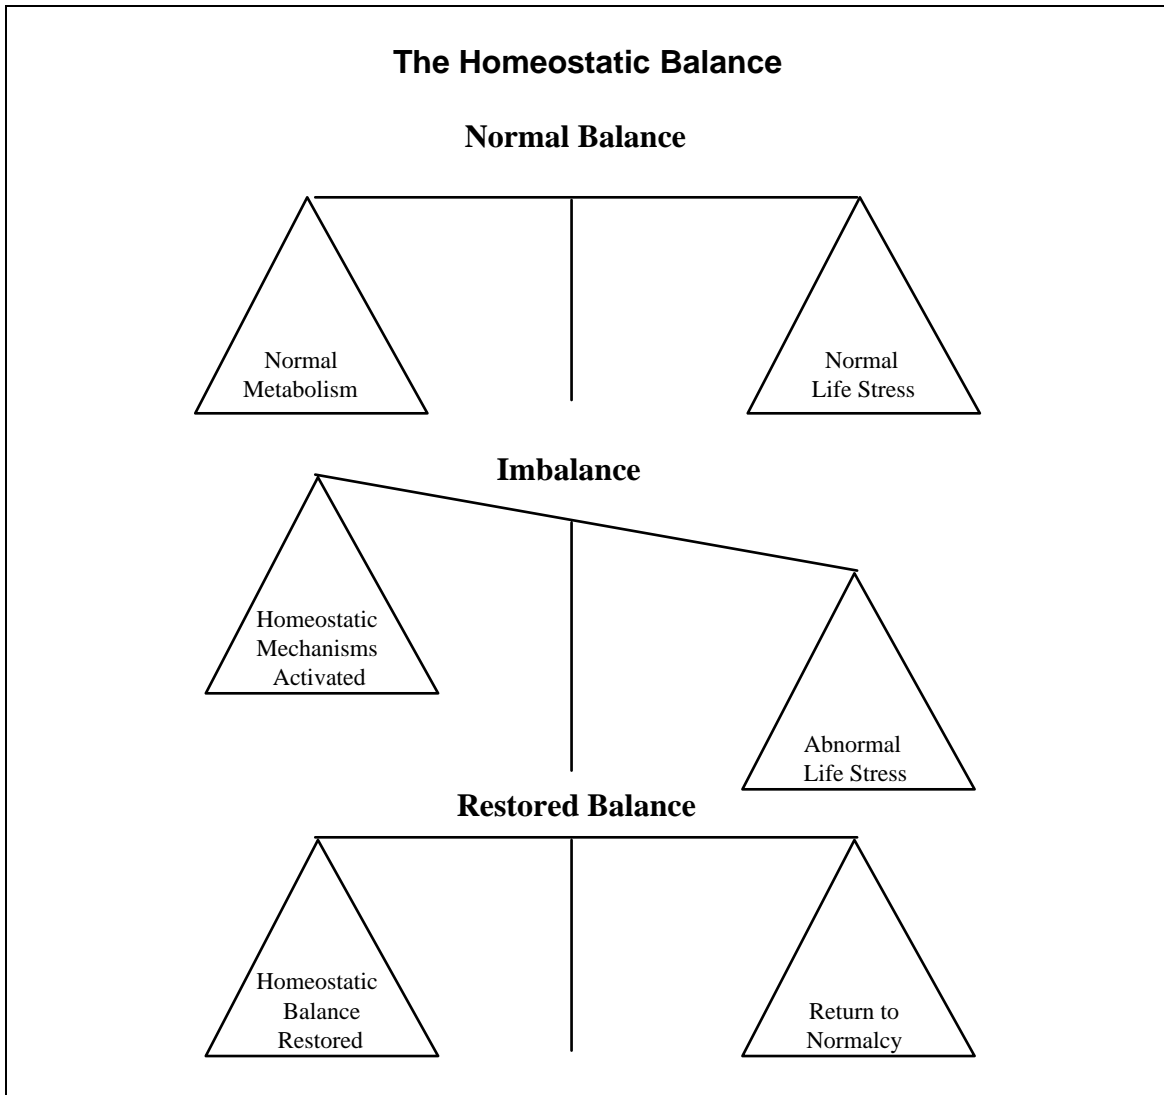 The Homeostatic Balance
Normal Balance
Normal
Metabolism
Normal
Life Stress
Imbalance
Homeostatic
Mechanisms
Activated
Abnormal
Life Stress
Restored Balance
Homeostatic
Balance
Restored
Return to
Normalcy